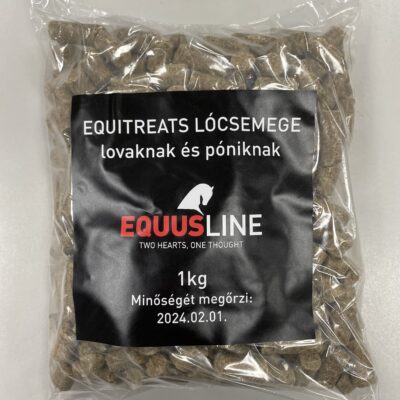 EQUITREATS LÓCSEMEGE
lovaknak és póniknak
EQUUSLINE
TWO HEARTS, ONE THOUGHT
1kg
Minőségét megőrzi:
2024.02.01.